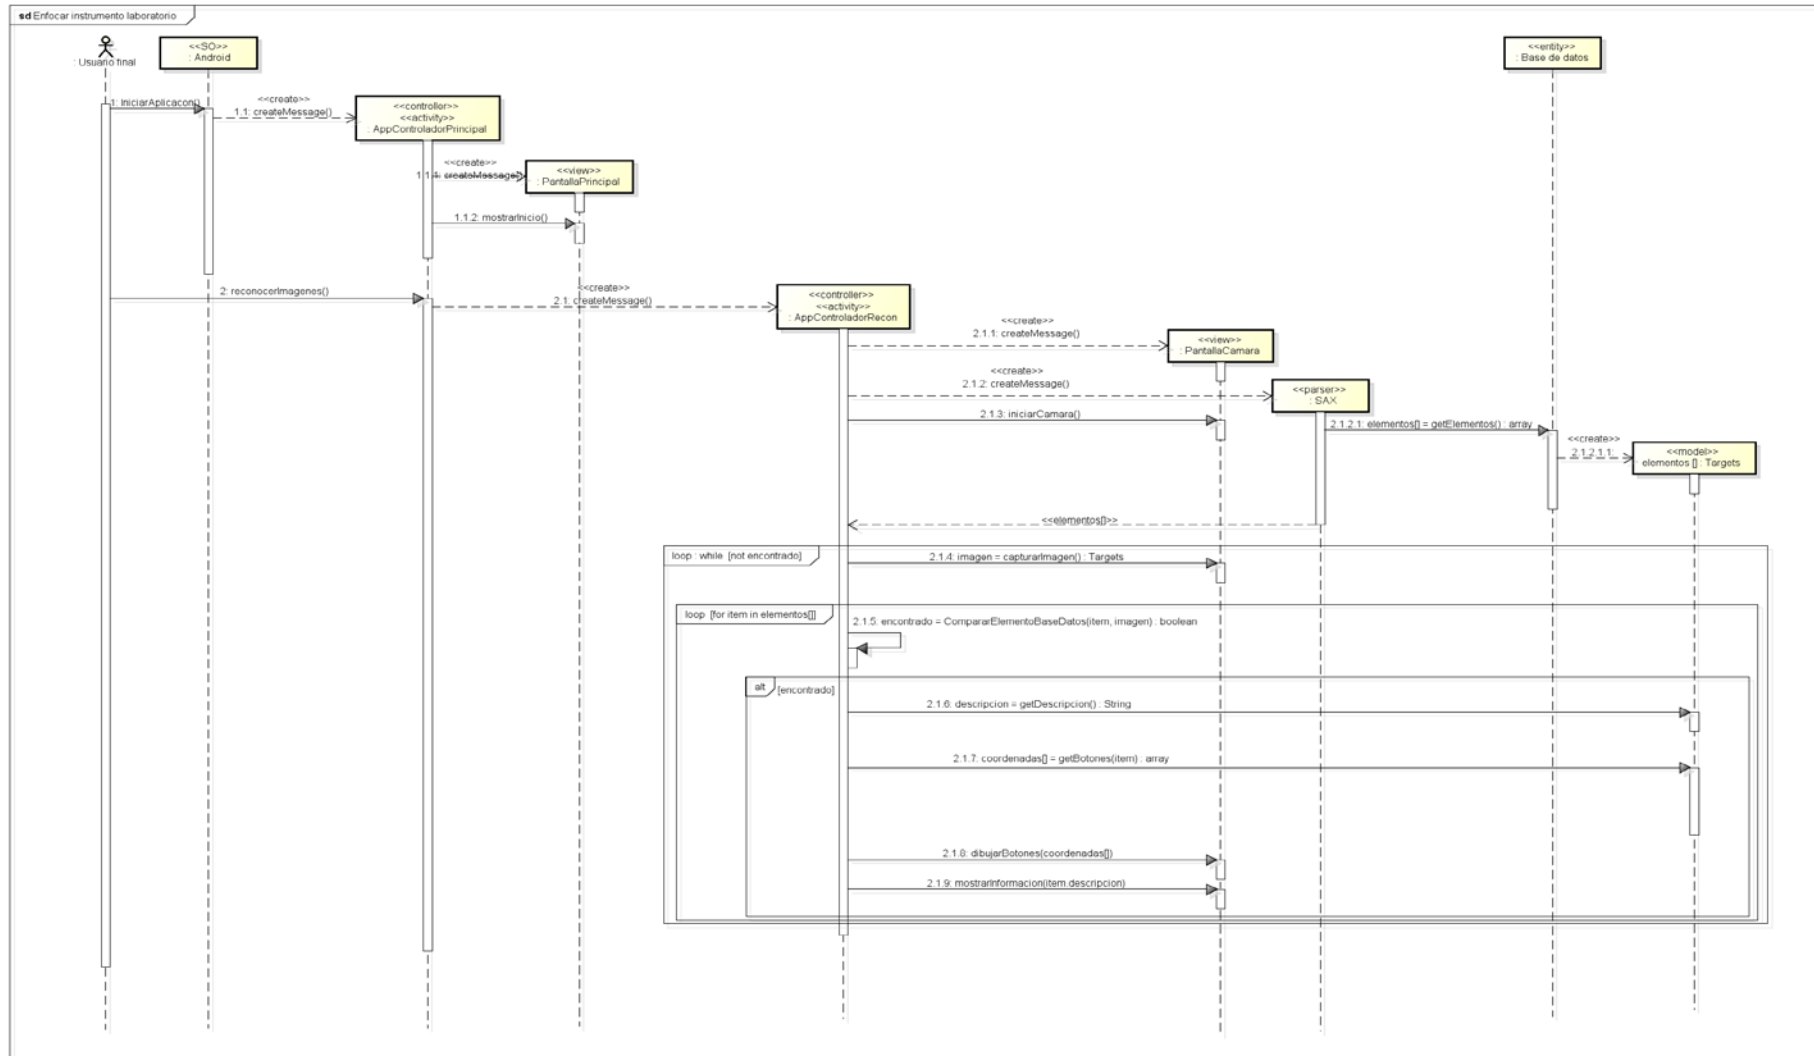 sd Enfocar instrumento laboratorio
: Usuario final
<<SO>>
: Android
<<entity>>
: Base de datos
1: IniciarAplicacon()
<<create>>
1.1: createMessage()
<<controller>>
<<activity>>
: AppControladorPrincipal
<<create>>
1.1.1: createMessage()
<<view>>
: PantallaPrincipal
1.1.2: mostrarInicio()
2: reconocerImagenes()
<<create>>
2.1: createMessage()
<<controller>>
<<activity>>
: AppControladorRecon
<<create>>
2.1.1: createMessage()
<<view>>
: PantallaCamara
<<create>>
2.1.2: createMessage()
<<parser>>
: SAX
2.1.3: iniciarCamara()
2.1.2.1: elementos[] = getElementos() : array
<<create>>
2.1.2.1.1:
<<model>>
elementos [] : Targets
<<elementos[]>>
loop : while [not encontrado]
2.1.4: imagen = capturarImagen() : Targets
loop [for item in elementos[]]
2.1.5: encontrado = CompararElementoBaseDatos(item, imagen) : boolean
alt [encontrado]
2.1.6: descripcion = getDescripcion() : String
2.1.7: coordenadas[] = getBotones(item) : array
2.1.8: dibujarBotones(coordenadas[])
2.1.9: mostrarInformacion(item.descripcion)